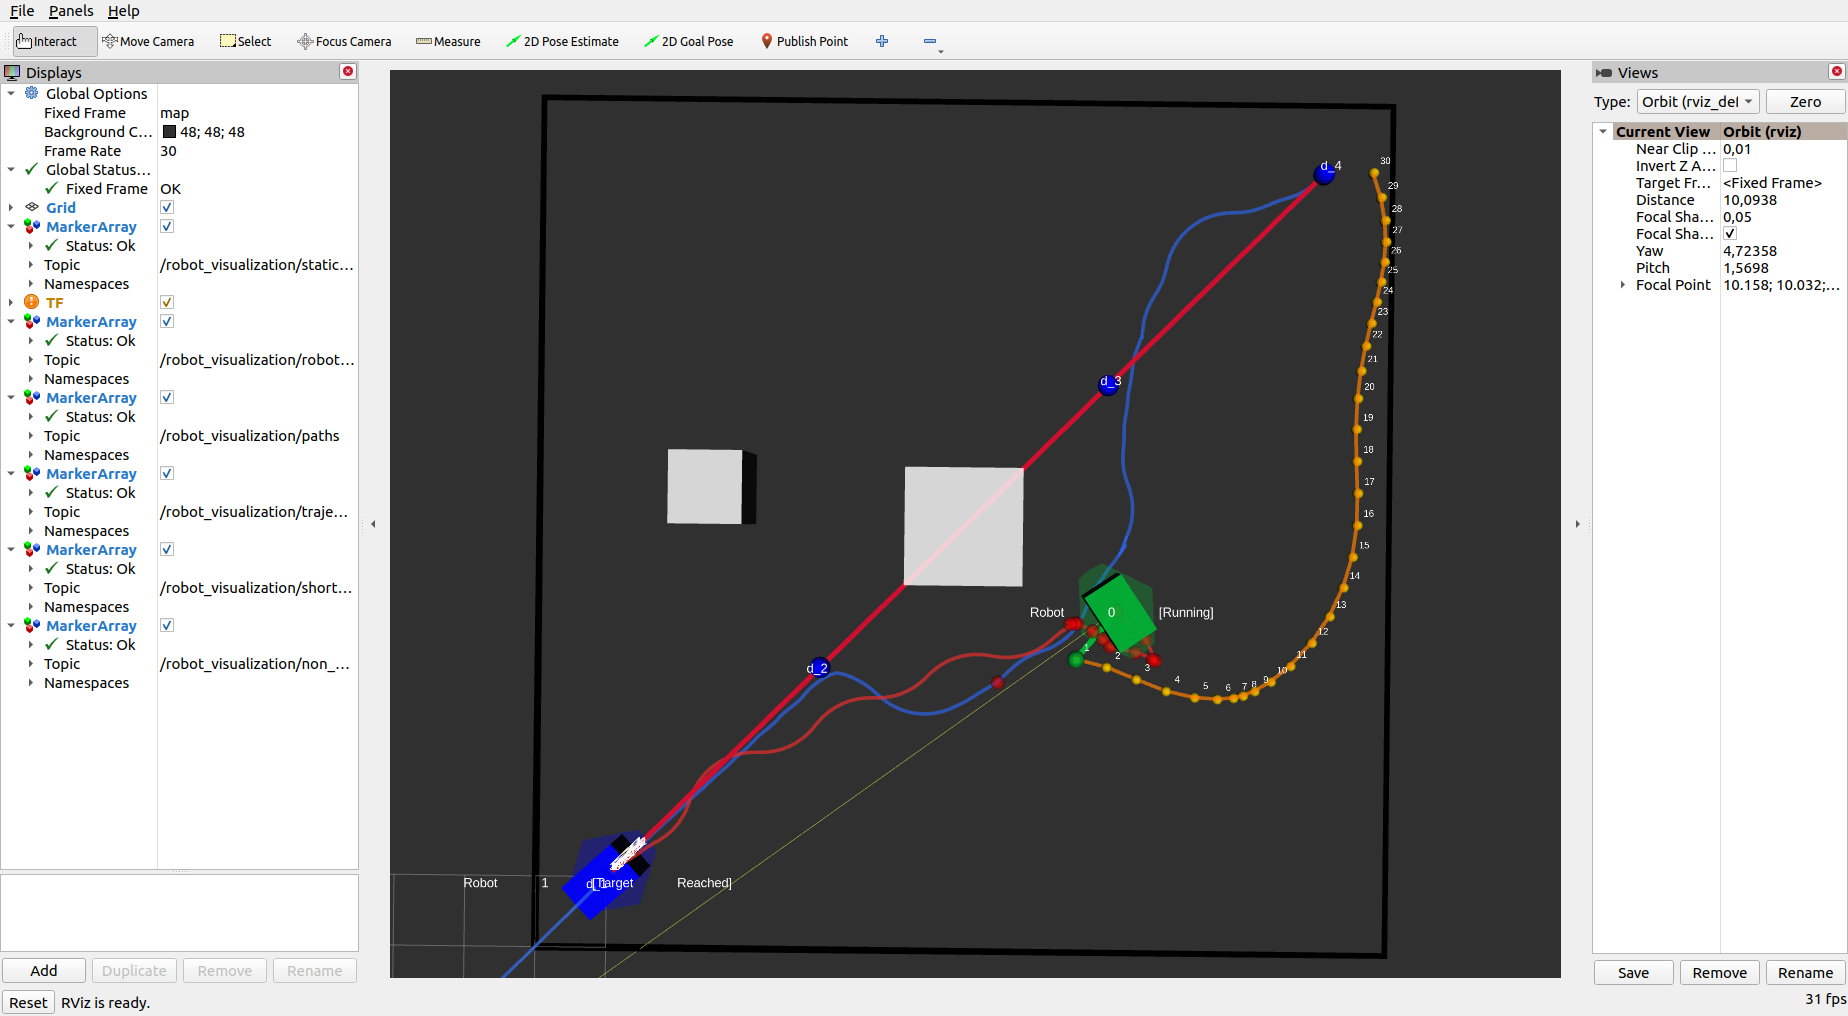 File Panels Help
Interact Move Camera Select Focus Camera Measure 2D Pose Estimate 2D Goal Pose Publish Point
Displays
Global Options
Fixed Frame map
Background C... 48; 48; 48
Frame Rate 30
Global Status...
Fixed Frame OK
Grid
MarkerArray
Status: Ok
Topic /robot_visualization/static...
Namespaces
TF
MarkerArray
Status: Ok
Topic /robot_visualization/robot...
Namespaces
MarkerArray
Status: Ok
Topic /robot_visualization/paths
Namespaces
MarkerArray
Status: Ok
Topic /robot_visualization/traje...
Namespaces
MarkerArray
Status: Ok
Topic /robot_visualization/short...
Namespaces
MarkerArray
Status: Ok
Topic /robot_visualization/non_...
Namespaces
Add Duplicate Remove Rename
Reset RViz is ready.
d_4
30
29
28
27
26
25
24
23
22
21
20
19
18
17
16
15
14
13
12
11
10
9
8
7
6
5
4
3
2
1
d_3
Robot 0 [Running]
d_2
Robot 1 [Target Reached]
Views
Type: Orbit (rviz_def Zero
Current View Orbit (rviz)
Near Clip ... 0,01
Invert Z A...
Target Fr... <Fixed Frame>
Distance 10,0938
Focal Sha... 0,05
Focal Sha...
Yaw 4,72358
Pitch 1,5698
Focal Point 10.158; 10.032;...
Save Remove Rename
31 fps